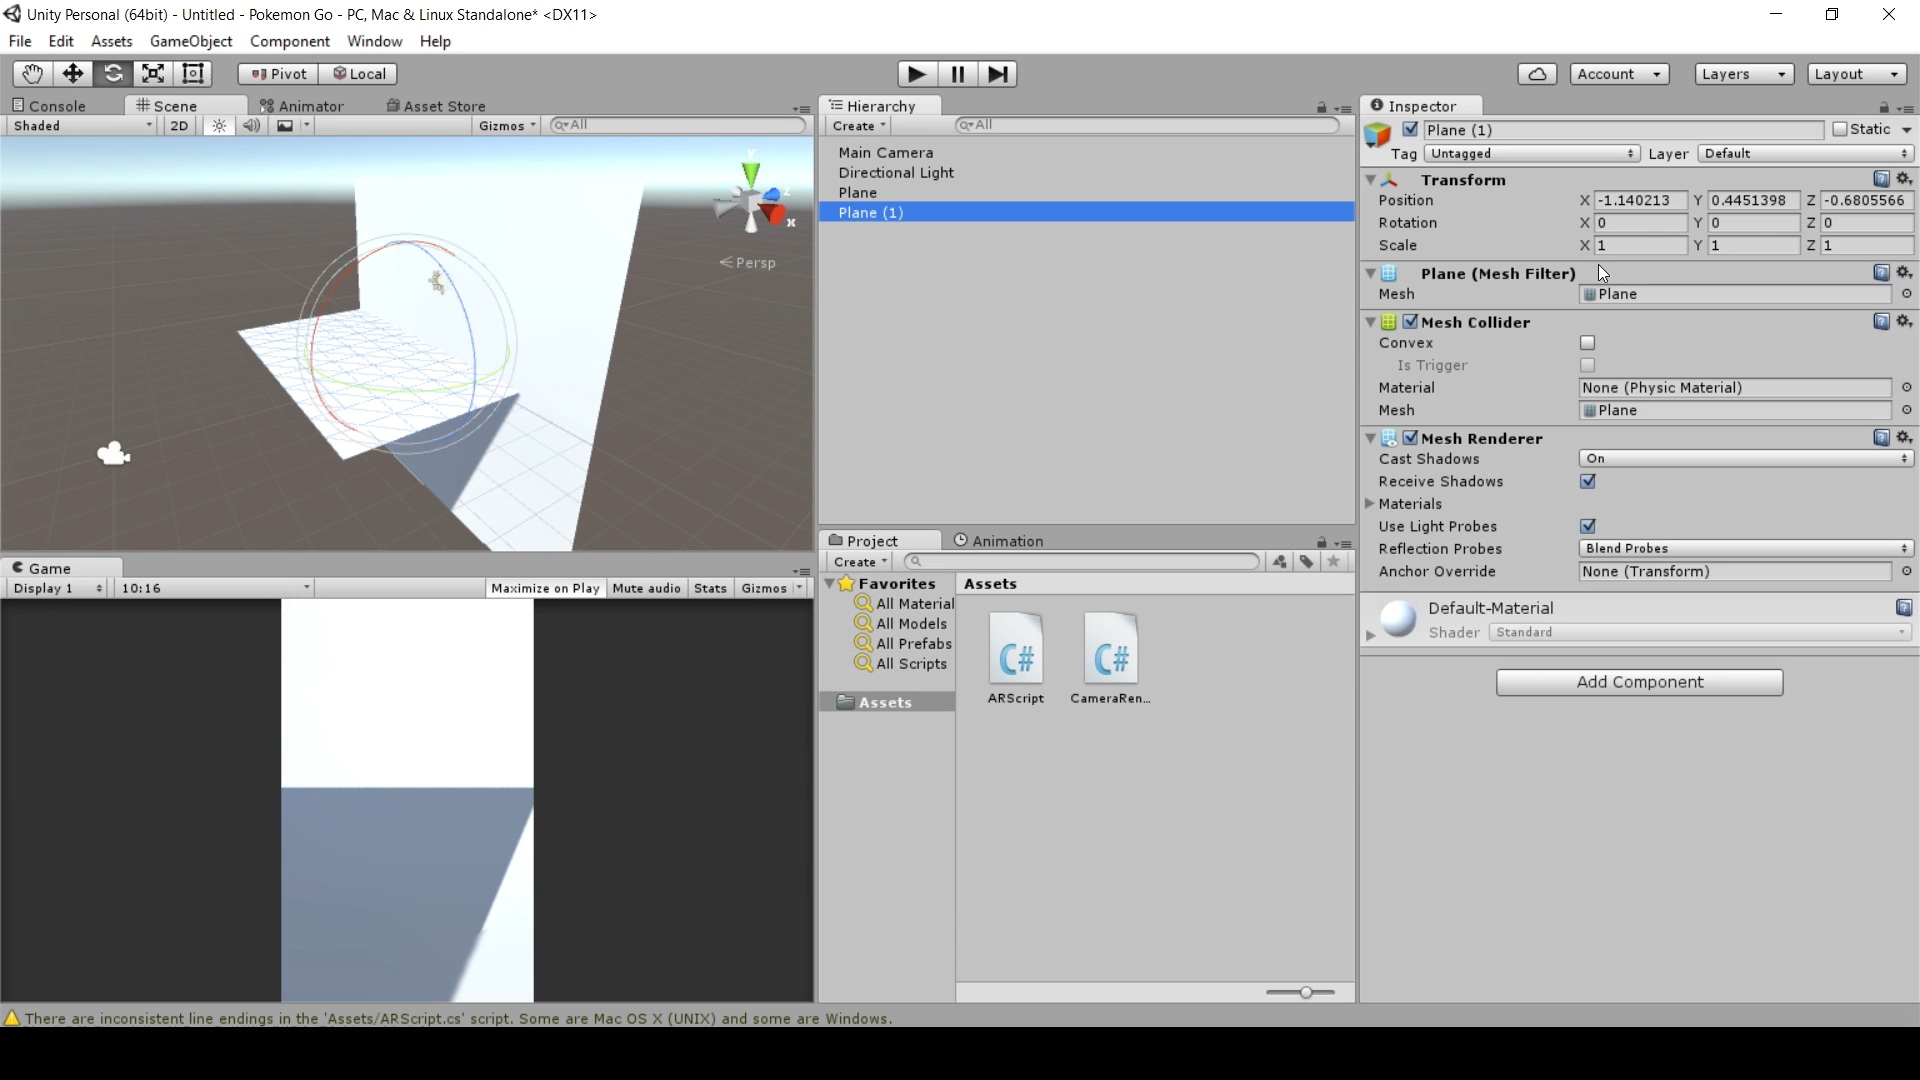 Unity Personal (64bit) - Untitled - Pokemon Go - PC, Mac & Linux Standalone* <DX11>
File Edit Assets GameObject Component Window Help
Pivot Local
Account Layers Layout
Console Scene Animator Asset Store
Shaded 2D Gizmos All
y
z
x
Persp
Game
Display 1 10:16 Maximize on Play Mute audio Stats Gizmos
Hierarchy
Create All
Main Camera
Directional Light
Plane
Plane (1)
Project Animation
Create
Favorites
All Material
All Models
All Prefabs
All Scripts
Assets
Assets
C# C#
ARScript CameraRen...
Inspector
Plane (1) Static
Tag Untagged Layer Default
Transform
Position X -1.140213 Y 0.4451398 Z -0.6805566
Rotation X 0 Y 0 Z 0
Scale X 1 Y 1 Z 1
Plane (Mesh Filter)
Mesh Plane
Mesh Collider
Convex
Is Trigger
Material None (Physic Material)
Mesh Plane
Mesh Renderer
Cast Shadows On
Receive Shadows
Materials
Use Light Probes
Reflection Probes Blend Probes
Anchor Override None (Transform)
Default-Material
Shader Standard
Add Component
There are inconsistent line endings in the 'Assets/ARScript.cs' script. Some are Mac OS X (UNIX) and some are Windows.